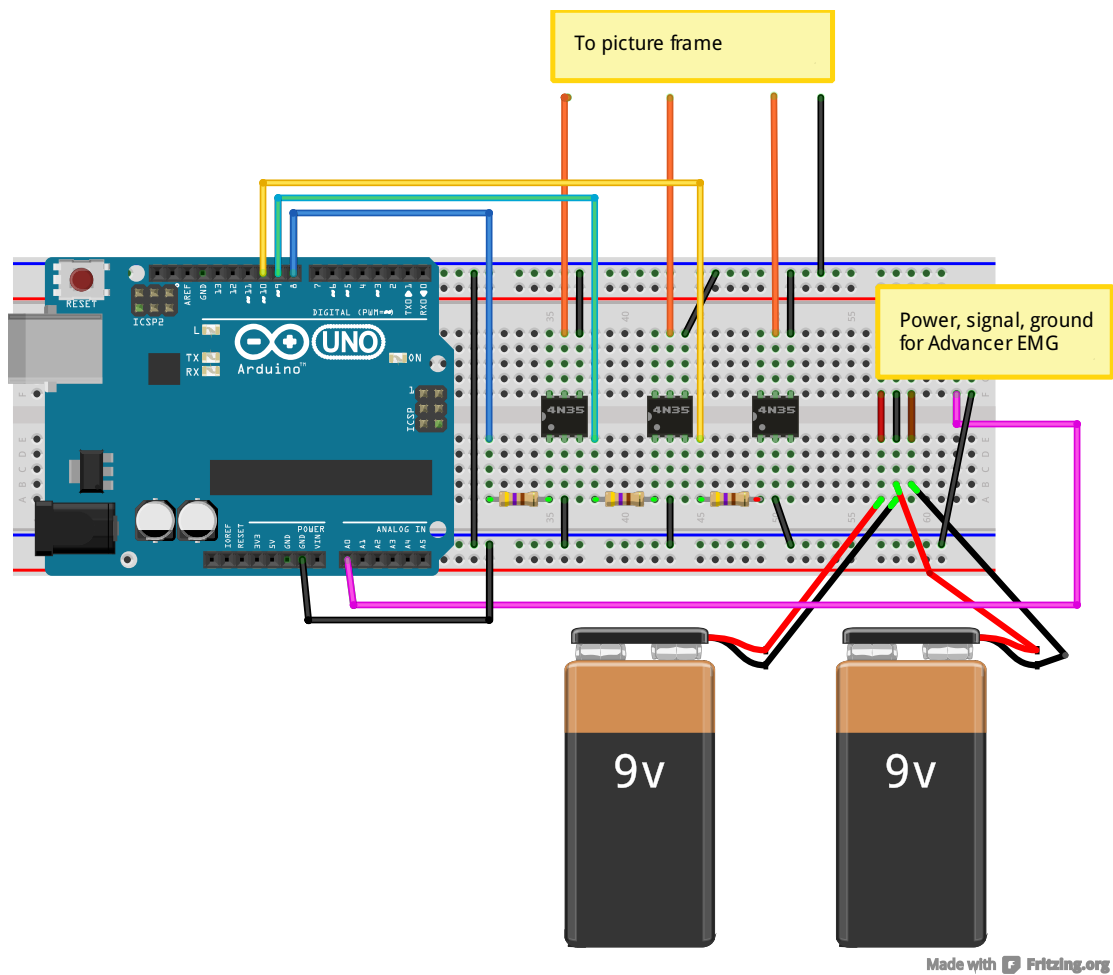 To picture frame
RESET
ICSP2
AREF
GND
13
12
11
10
9
8
7
6
5
4
3
2
1
0
TX
RX
DIGITAL (PWM=
L
TX
RX
UNO
Arduino™
ON
1
ICSP
35
40
55
Power, signal, ground
for Advancer EMG
F
F
4N35
4N35
4N35
E
D
C
B
A
E
D
C
B
A
35
40
45
50
55
60
POWER
ANALOG IN
IOREF
RESET
3V3
5V
GND
GND
VIN
A0
A1
A2
A3
A4
A5
9v
9v
Made with Fritzing.org